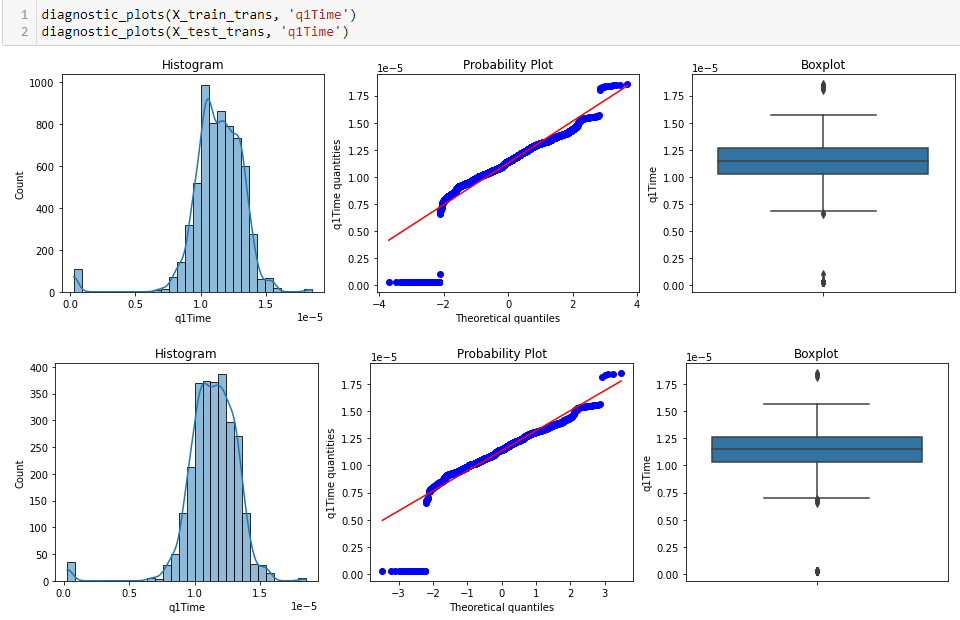 1 diagnostic_plots(X_train_trans, 'q1Time')
2 diagnostic_plots(X_test_trans, 'q1Time')
Histogram
1000
800
600
400
200
0
Count
0.0 0.5 1.0 1.5
1e−5
q1Time
Probability Plot
1e−5
1.75
1.50
1.25
1.00
0.75
0.50
0.25
0.00
q1Time quantities
−4 −2 0 2 4
Theoretical quantiles
Boxplot
1e−5
1.75
1.50
1.25
1.00
0.75
0.50
0.25
0.00
q1Time
Histogram
400
350
300
250
200
150
100
50
0
Count
0.0 0.5 1.0 1.5
1e−5
q1Time
Probability Plot
1e−5
1.75
1.50
1.25
1.00
0.75
0.50
0.25
0.00
q1Time quantities
−3 −2 −1 0 1 2 3
Theoretical quantiles
Boxplot
1e−5
1.75
1.50
1.25
1.00
0.75
0.50
0.25
0.00
q1Time